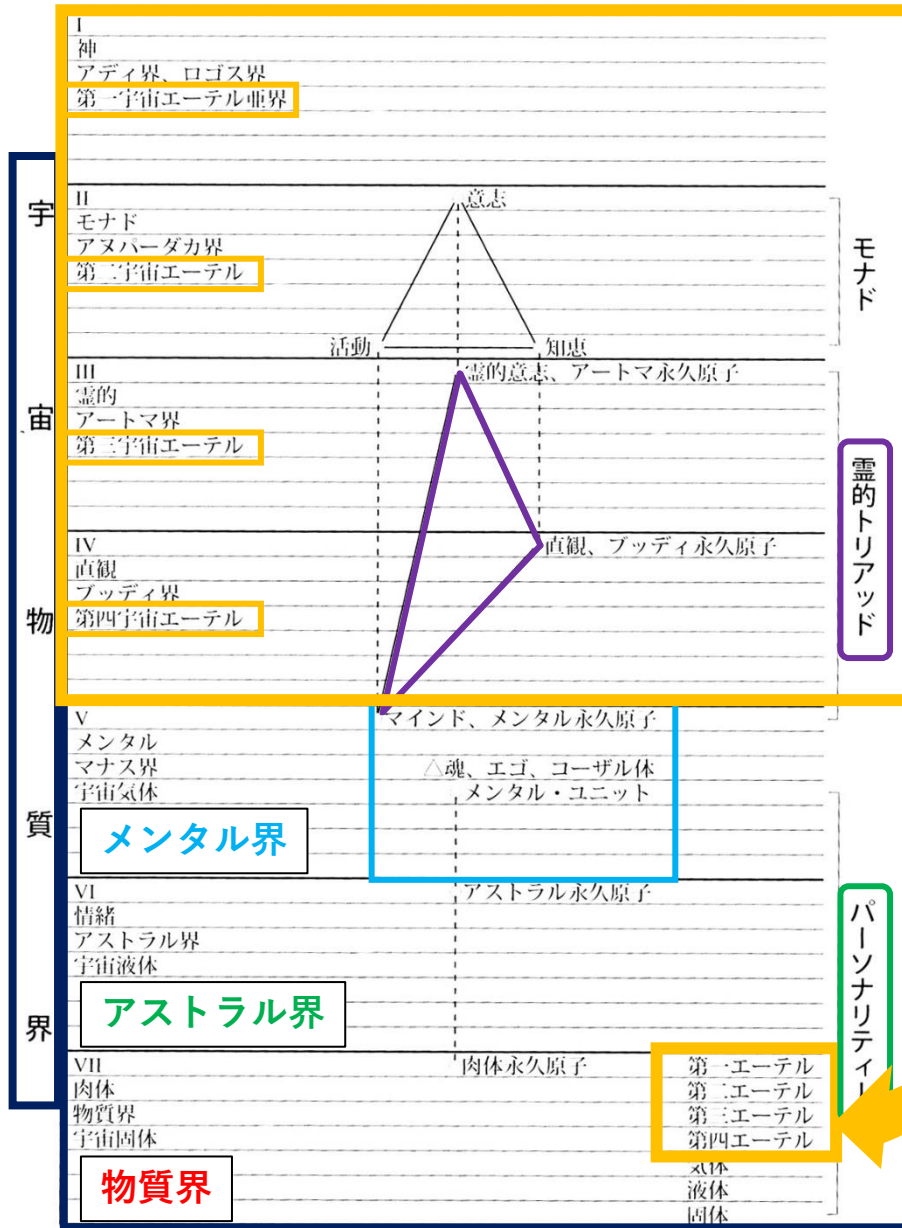 I
神
アディ界、ロゴス界
第一宇宙エーテル亜界
宇宙物質界
II
意志
モナド
アヌパーダカ界
第二宇宙エーテル
活動
知恵
モナド
III
霊的意志、アートマ永久原子
霊的
アートマ界
第三宇宙エーテル
霊的トリアッド
IV
直観、ブッディ永久原子
直観
ブッディ界
第四宇宙エーテル
V
マインド、メンタル永久原子
メンタル
マナス界
△魂、エゴ、コーザル体
宇宙気体
メンタル・ユニット
メンタル界
VI
アストラル永久原子
情緒
アストラル界
宇宙液体
アストラル界
パーソナリティー
VII
肉体永久原子
第一エーテル
肉体
第二エーテル
物質界
第三エーテル
宇宙固体
第四エーテル
気体
物質界
液体
固体